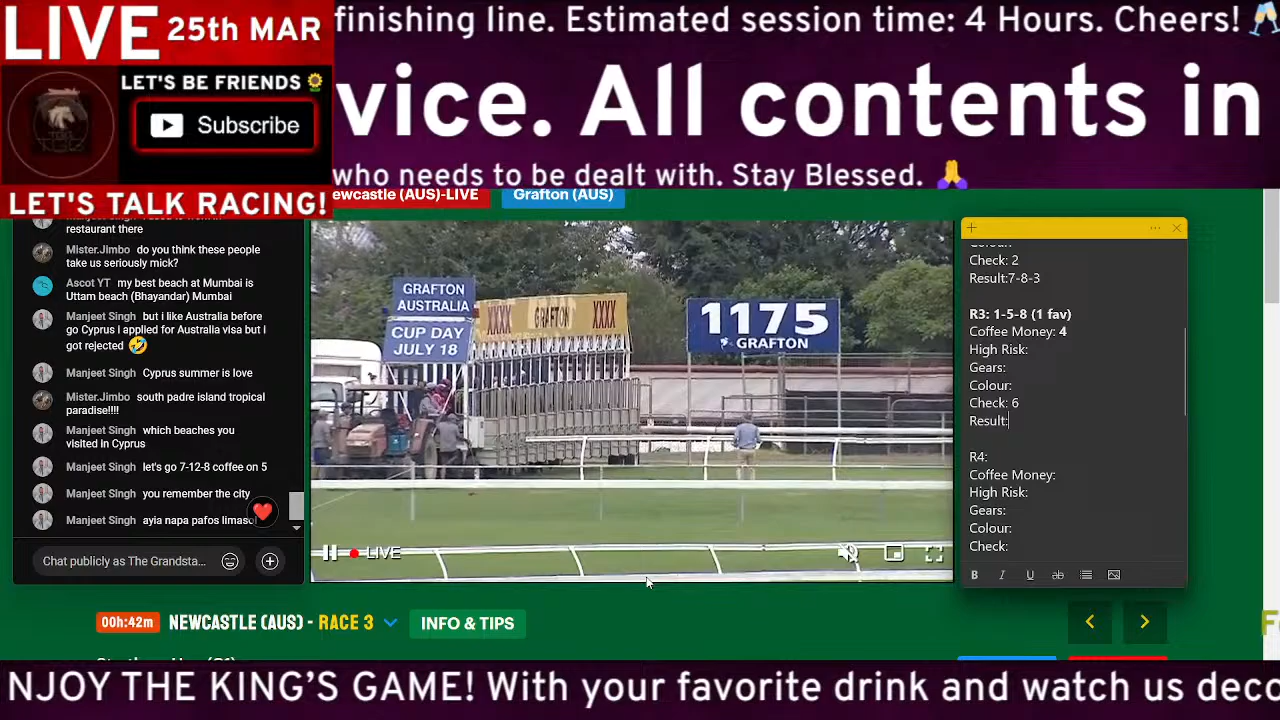 LIVE 25th MAR
finishing line. Estimated session time: 4 Hours. Cheers! 🥂
LET'S BE FRIENDS 🌻
Subscribe
vice. All contents in
who needs to be dealt with. Stay Blessed. 🙏
LET'S TALK RACING!
ewcastle (AUS)-LIVE
Grafton (AUS)
restaurant there
Mister.Jimbo do you think these people
take us seriously mick?
Ascot YT my best beach at Mumbai is
Uttam beach (Bhayandar) Mumbai
Manjeet Singh but i like Australia before
go Cyprus i applied for Australia visa but i
got rejected 🤣
Manjeet Singh Cyprus summer is love
Mister.Jimbo south padre island tropical
paradise!!!!
Manjeet Singh which beaches you
visited in Cyprus
Manjeet Singh let's go 7-12-8 coffee on 5
Manjeet Singh you remember the city
Manjeet Singh ayia napa pafos limasol
Chat publicly as The Grandsta...
GRAFTON
AUSTRALIA
CUP DAY
JULY 18
XXXX GRAFTON XXXX
1175
GRAFTON
LIVE
Check: 2
Result:7-8-3
R3: 1-5-8 (1 fav)
Coffee Money: 4
High Risk:
Gears:
Colour:
Check: 6
Result:
R4:
Coffee Money:
High Risk:
Gears:
Colour:
Check:
B I U ab
00h:42m NEWCASTLE (AUS) - RACE 3
INFO & TIPS
NJOY THE KING'S GAME! With your favorite drink and watch us deco